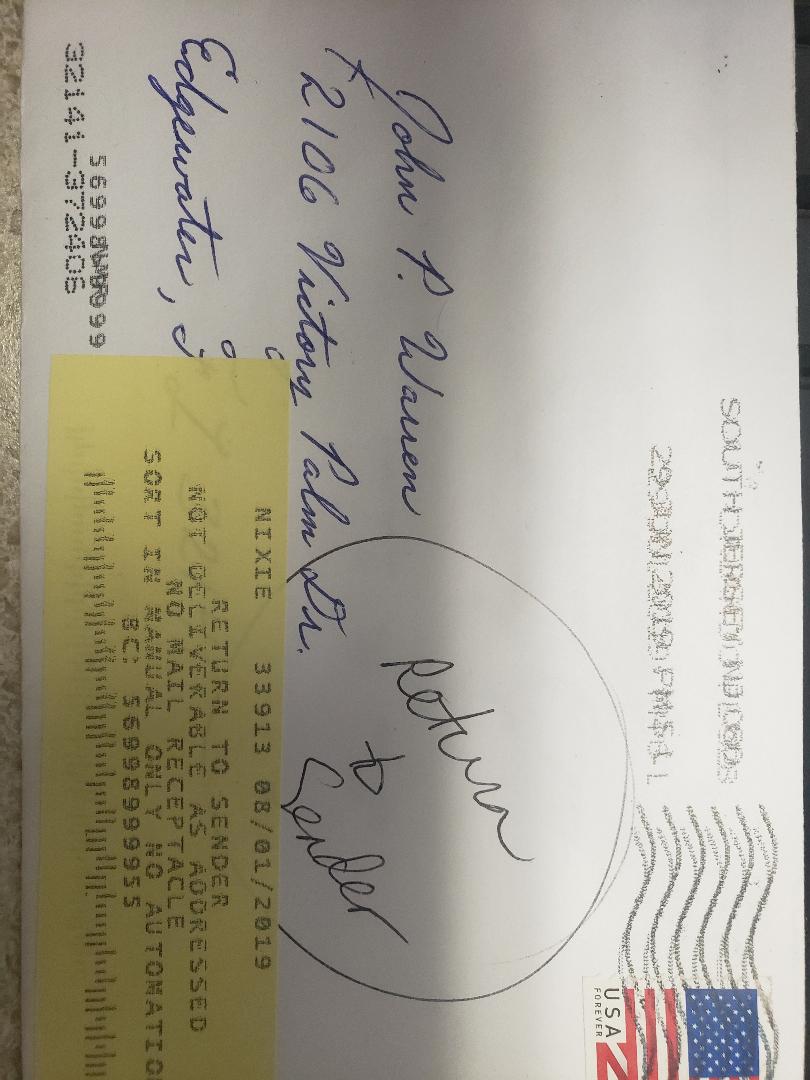 SOUTH JERSEY NJ 080
29 JUN 2019 PM 4 L
USA
FOREVER
John P. Warren
2106 Victory Palm Dr.
Edgewater,
Return
to
Sender
NIXIE 33913 08/01/2019
RETURN TO SENDER
NOT DELIVERABLE AS ADDRESSED
NO MAIL RECEPTACLE
SORT IN MANUAL ONLY NO AUTOMATIO
BC: 56999899955
32141-372406